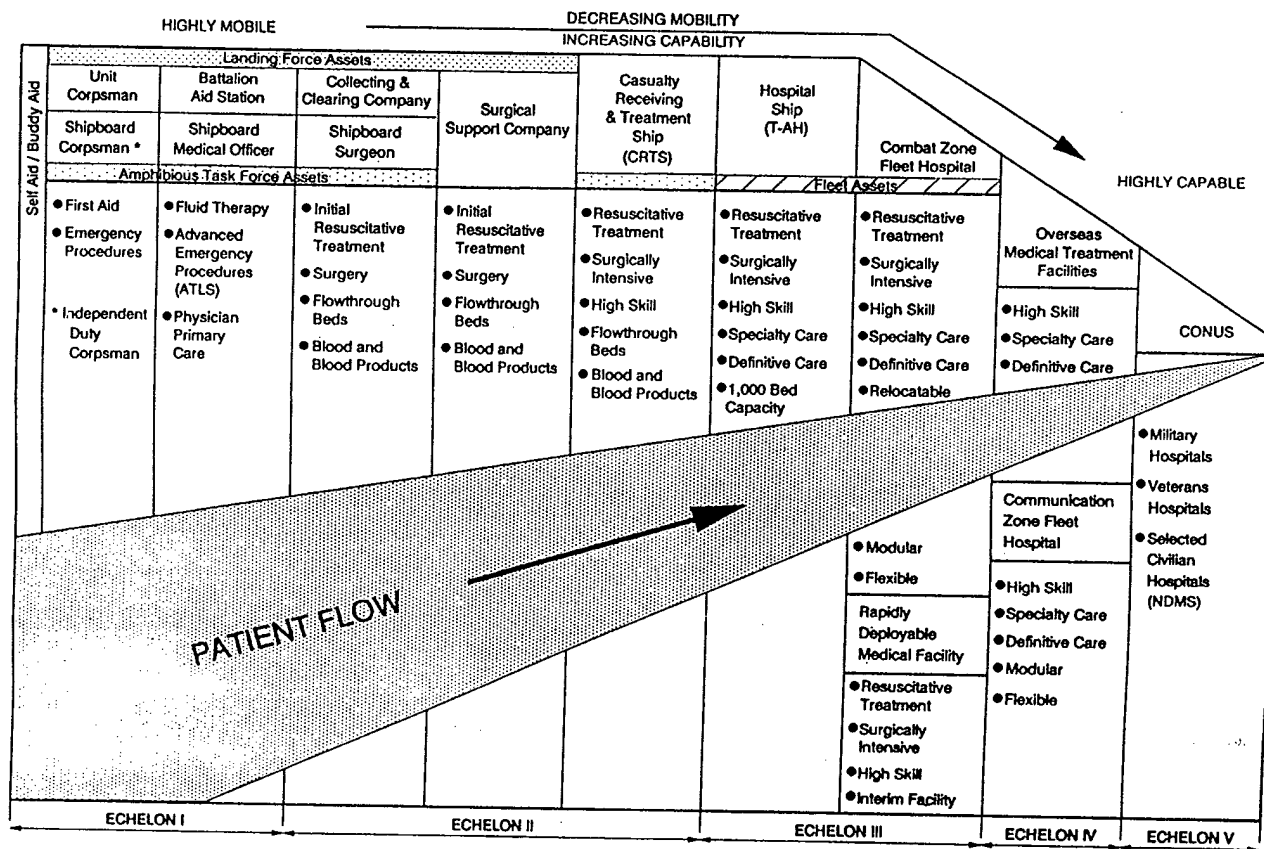 DECREASING MOBILITY
HIGHLY MOBILE
INCREASING CAPABILITY
Self Aid / Buddy Aid
Landing Force Assets
Unit
Corpsman
Shipboard
Corpsman *
Battalion
Aid Station
Shipboard
Medical Officer
Collecting &
Clearing Company
Shipboard
Surgeon
Amphibious Task Force Assets
Surgical
Support Company
Casualty
Receiving
& Treatment
Ship
(CRTS)
Hospital
Ship
(T-AH)
Combat Zone
Fleet Hospital
Fleet Assets
HIGHLY CAPABLE
● First Aid
● Emergency
Procedures
* Independent
Duty
Corpsman
● Fluid Therapy
● Advanced
Emergency
Procedures
(ATLS)
● Physician
Primary
Care
● Initial
Resuscitative
Treatment
● Surgery
● Flowthrough
Beds
● Blood and
Blood Products
● Initial
Resuscitative
Treatment
● Surgery
● Flowthrough
Beds
● Blood and
Blood Products
● Resuscitative
Treatment
● Surgically
Intensive
● High Skill
● Flowthrough
Beds
● Blood and
Blood Products
● Resuscitative
Treatment
● Surgically
Intensive
● High Skill
● Specialty Care
● Definitive Care
● 1,000 Bed
Capacity
● Resuscitative
Treatment
● Surgically
Intensive
● High Skill
● Specialty Care
● Definitive Care
● Relocatable
● Modular
● Flexible
Rapidly
Deployable
Medical Facility
● Resuscitative
Treatment
● Surgically
Intensive
● High Skill
● Interim Facility
Overseas
Medical Treatment
Facilities
● High Skill
● Specialty Care
● Definitive Care
Communication
Zone Fleet
Hospital
● High Skill
● Specialty Care
● Definitive Care
● Modular
● Flexible
CONUS
● Military
Hospitals
● Veterans
Hospitals
● Selected
Civilian
Hospitals
(NDMS)
PATIENT FLOW
ECHELON I
ECHELON II
ECHELON III
ECHELON IV
ECHELON V